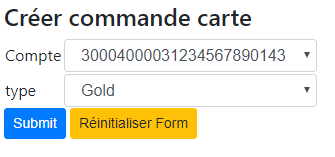 Créer commande carte
Compte 30004000031234567890143
type Gold
Submit Réinitialiser Form